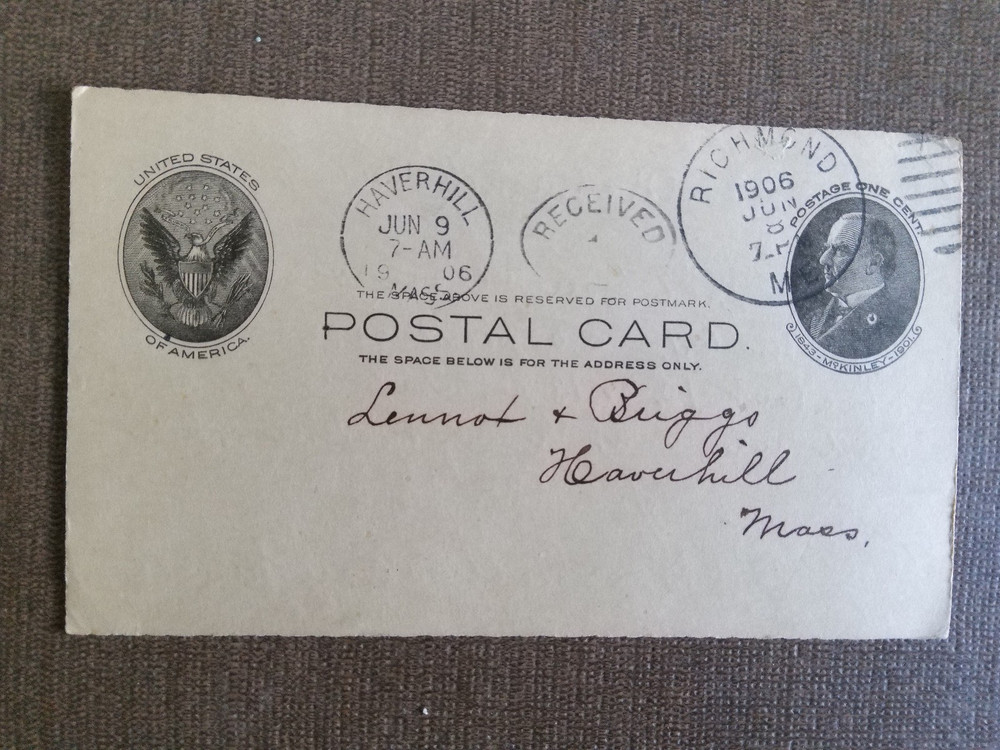 UNITED STATES
OF AMERICA.
HAVERHILL
JUN 9
7-AM
19 06
MASS
RECEIVED
RICHMOND
1906
JUN
8
7
M
POSTAGE ONE CENT.
1843-McKINLEY-1901.
THE SPACE ABOVE IS RESERVED FOR POSTMARK.
POSTAL CARD.
THE SPACE BELOW IS FOR THE ADDRESS ONLY.
Lennox & Briggs
Haverhill
Mass.